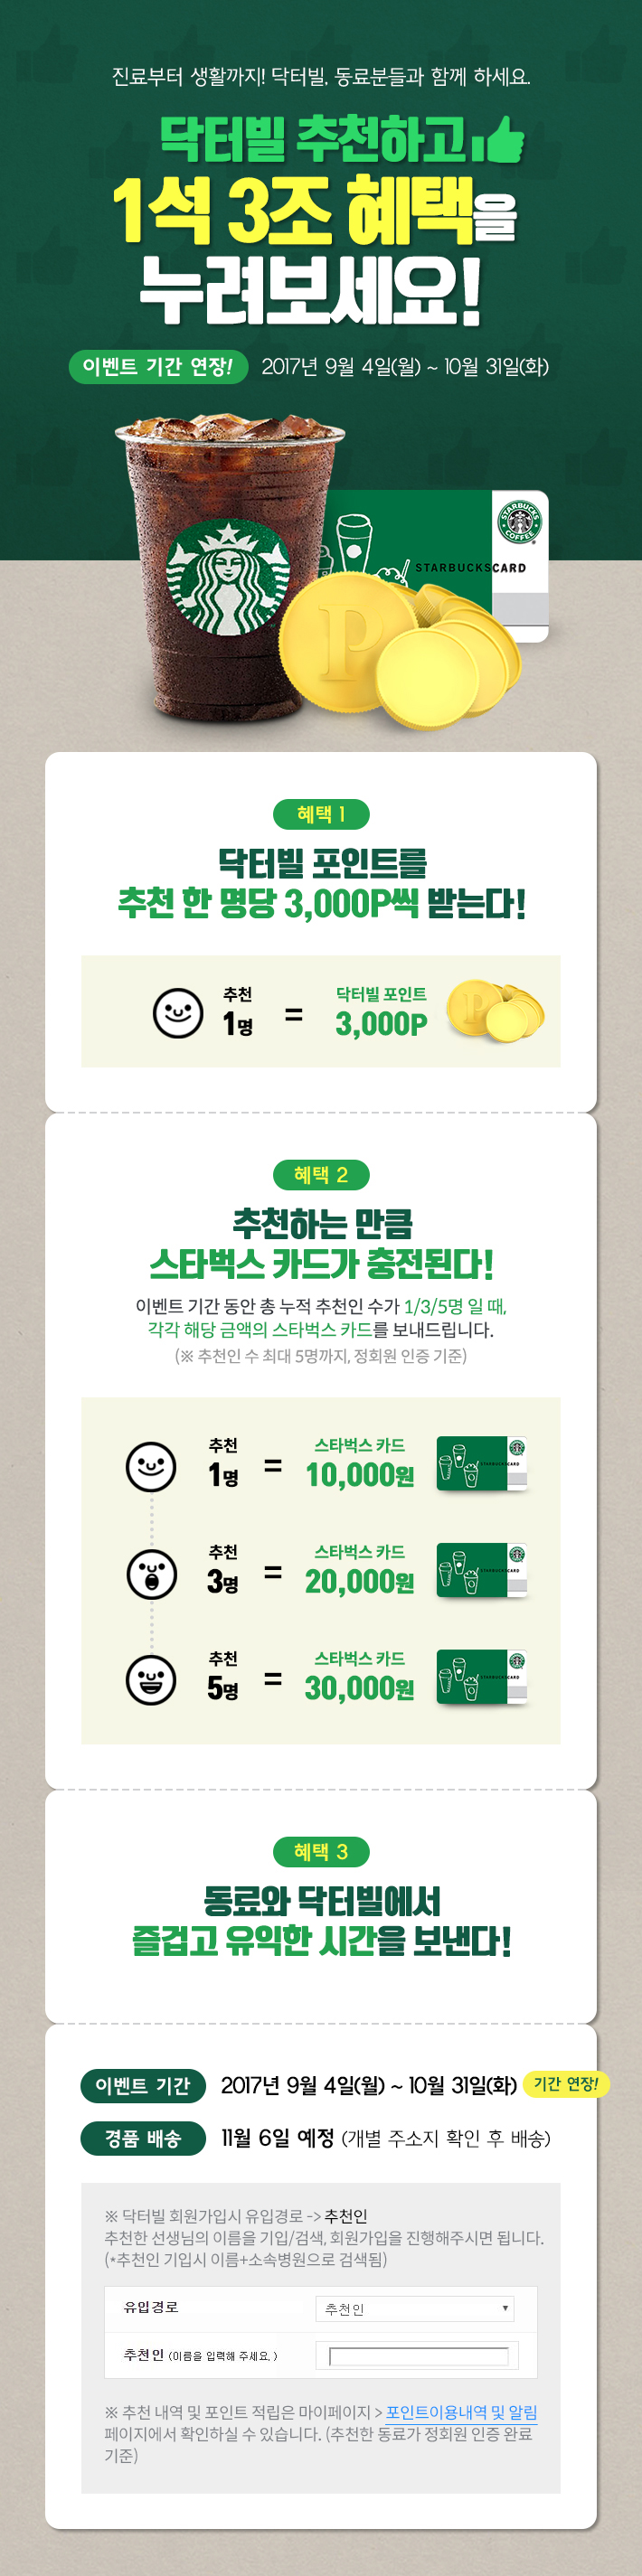 진료부터 생활까지! 닥터빌, 동료분들과 함께 하세요.
닥터빌 추천하고
1석 3조 혜택을
누려보세요!
이벤트 기간 연장! 2017년 9월 4일(월) ~ 10월 31일(화)
STARBUCKS COFFEE
STARBUCKSCARD
P
혜택 1
닥터빌 포인트를
추천 한 명당 3,000P씩 받는다!
추천 닥터빌 포인트
1명 = 3,000P
P
혜택 2
추천하는 만큼
스타벅스 카드가 충전된다!
이벤트 기간 동안 총 누적 추천인 수가 1/3/5명 일 때,
각각 해당 금액의 스타벅스 카드를 보내드립니다.
(※ 추천인 수 최대 5명까지, 정회원 인증 기준)
추천 스타벅스 카드
1명 = 10,000원
STARBUCKSCARD
추천 스타벅스 카드
3명 = 20,000원
STARBUCKSCARD
추천 스타벅스 카드
5명 = 30,000원
STARBUCKSCARD
혜택 3
동료와 닥터빌에서
즐겁고 유익한 시간을 보낸다!
이벤트 기간 2017년 9월 4일(월) ~ 10월 31일(화) 기간 연장!
경품 배송 11월 6일 예정 (개별 주소지 확인 후 배송)
※ 닥터빌 회원가입시 유입경로 -> 추천인
추천한 선생님의 이름을 기입/검색, 회원가입을 진행해주시면 됩니다.
(*추천인 기입시 이름+소속병원으로 검색됨)
유입경로 추천인
추천인 (이름을 입력해 주세요.)
※ 추천 내역 및 포인트 적립은 마이페이지 > 포인트이용내역 및 알림
페이지에서 확인하실 수 있습니다. (추천한 동료가 정회원 인증 완료
기준)